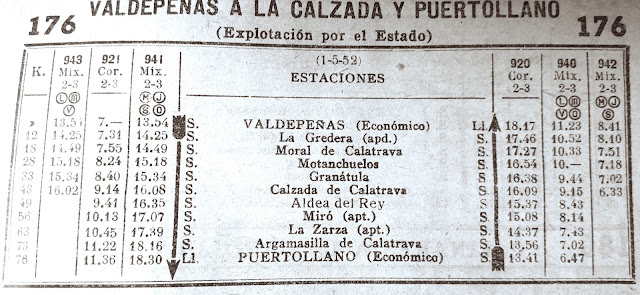 176 VALDEPEÑAS A LA CALZADA Y PUERTOLLANO 176
(Explotación por el Estado)
K. 943 921 941 (1-5-52) 920 940 942
Mix. Cor. Mix. ESTACIONES Cor. Mix. Mix.
2-3 2-3 2-3 2-3 2-3 2-3
L m M J L m M J
V S D V S D
» 13.54 7.— 13.54 S. VALDEPEÑAS (Económico) Ll. 18.17 11.23 8.41
12 14.25 7.31 14.25 S. La Gredera (apd.) S. 17.46 10.52 8.10
18 14.49 7.55 14.49 S. Moral de Calatrava S. 17.27 10.33 7.51
28 15.18 8.24 15.18 S. Motanchuelos S. 16.54 10.— 7.18
33 15.34 8.40 15.34 S. Granátula S. 16.38 9.44 7.02
43 16.02 9.14 16.08 S. Calzada de Calatrava S. 16.09 9.15 6.33
49 9.41 16.35 S. Aldea del Rey S. 15.37 8.43
56 10.13 17.07 S. Miró (apt.) S. 15.08 8.14
63 10.45 17.39 S. La Zarza (apt.) S. 14.37 7.43
73 11.22 18.16 S. Argamasilla de Calatrava S. 13.56 7.02
76 11.36 18.30 Ll. PUERTOLLANO (Económico) S. 13.41 6.47